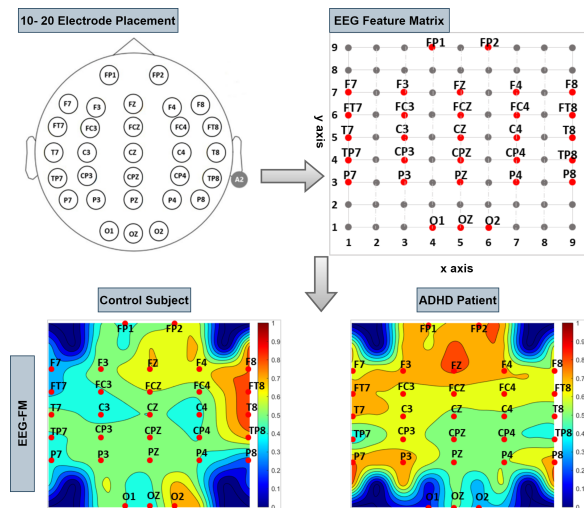 10- 20 Electrode Placement
EEG Feature Matrix
FP1 FP2
F7 F3 FZ F4 F8
FT7 FC3 FCZ FC4 FT8
T7 C3 CZ C4 T8
TP7 CP3 CPZ CP4 TP8 A2
P7 P3 PZ P4 P8
O1 OZ O2
y axis
9 FP1 FP2
8
7 F7 F3 FZ F4 F8
6 FT7 FC3 FCZ FC4 FT8
5 T7 C3 CZ C4 T8
4 TP7 CP3 CPZ CP4 TP8
3 P7 P3 PZ P4 P8
2
1 O1 OZ O2
1 2 3 4 5 6 7 8 9
x axis
Control Subject
ADHD Patient
EEG-FM
FP1 FP2
F7 F3 FZ F4 F8
FT7 FC3 FCZ FC4 FT8
T7 C3 CZ C4 T8
TP7 CP3 CPZ CP4
P7 P3 PZ P4 P8
O1 OZ O2
1
0.9
0.8
0.7
0.6
0.5
0.4
0.3
0.2
0.1
0
FP1 FP2
F7 F3 FZ F4 F8
FT7 FC3 FCZ FC4 FT8
T7 C3 CZ C4 T8
TP7 CP3 CPZ CP4 TP8
P7 P3 PZ P4 P8
O1 OZ O2
1
0.9
0.8
0.7
0.6
0.5
0.4
0.3
0.2
0.1
0